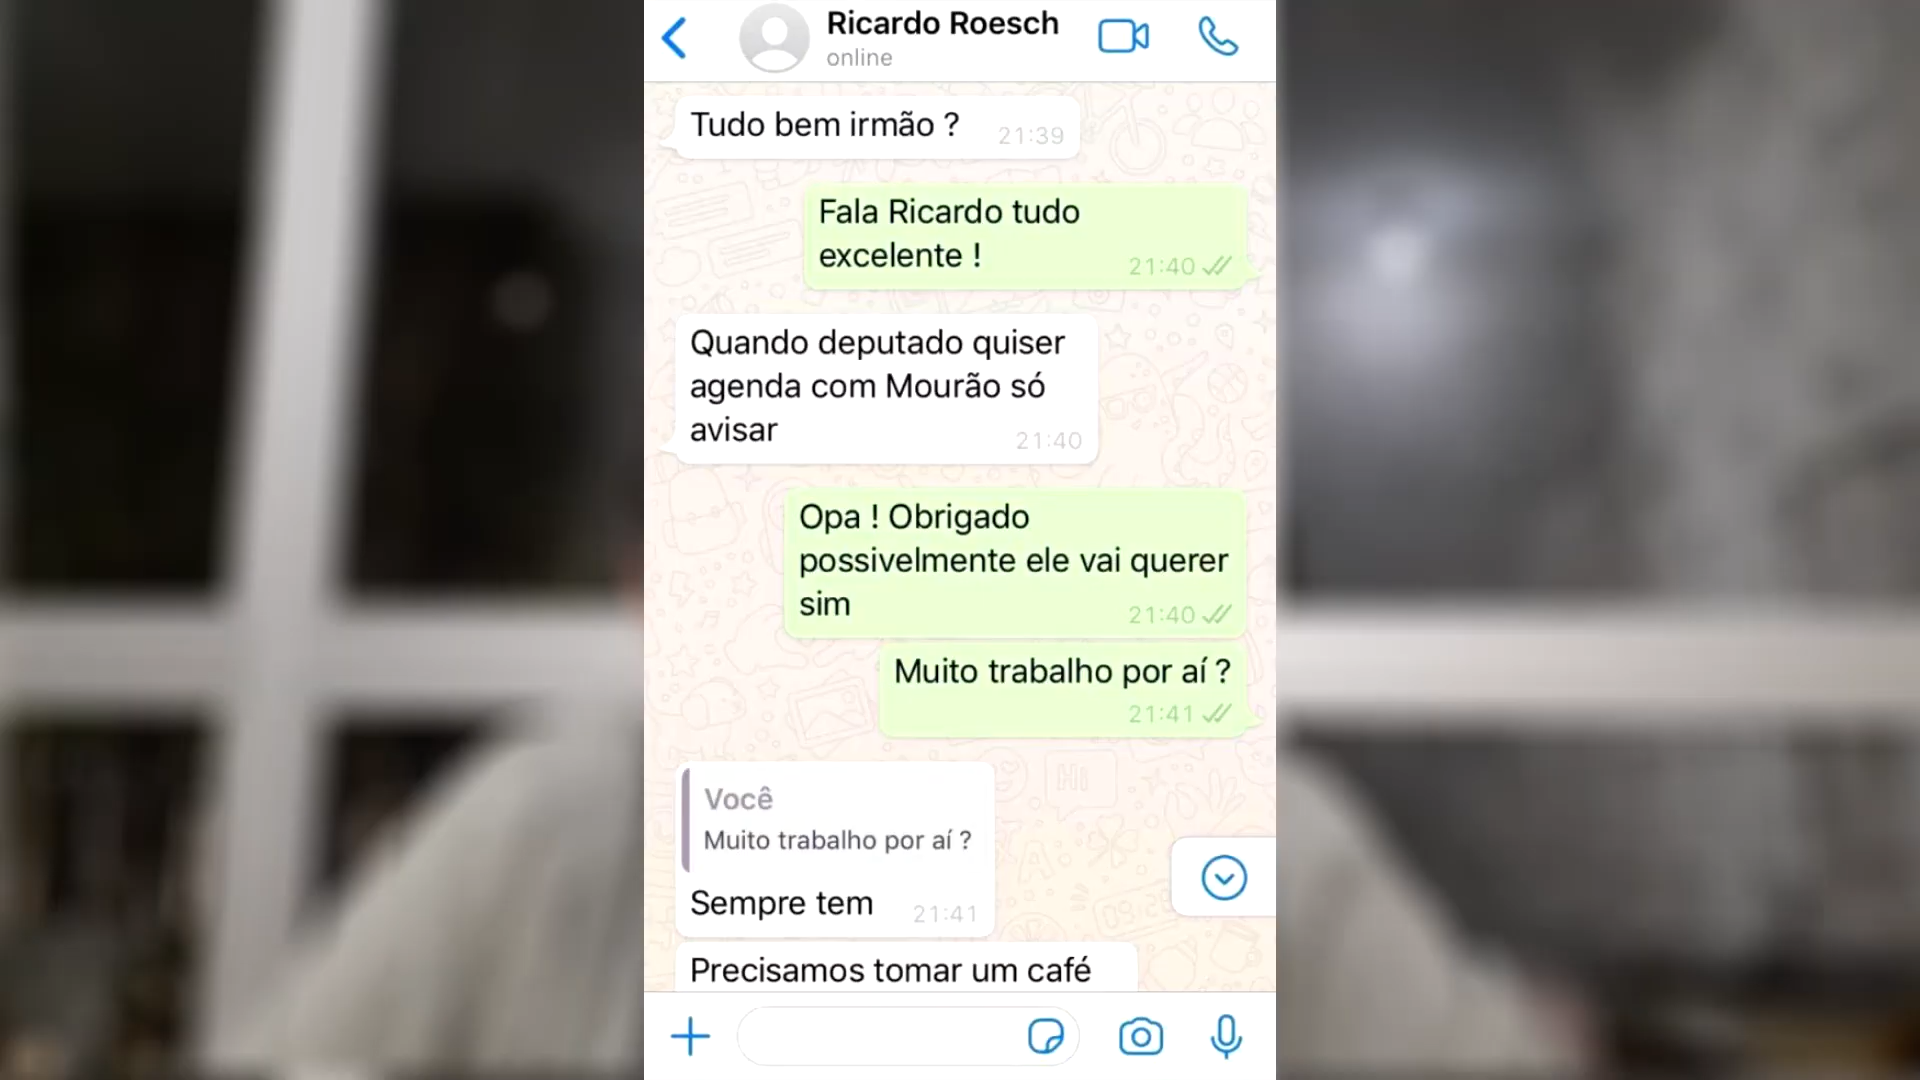 Ricardo Roesch
online
Tudo bem irmão ?
21:39
Fala Ricardo tudo
excelente !
21:40
Quando deputado quiser
agenda com Mourão só
avisar
21:40
Opa ! Obrigado
possivelmente ele vai querer
sim
21:40
Muito trabalho por aí ?
21:41
Você
Muito trabalho por aí ?
Sempre tem
21:41
Precisamos tomar um café